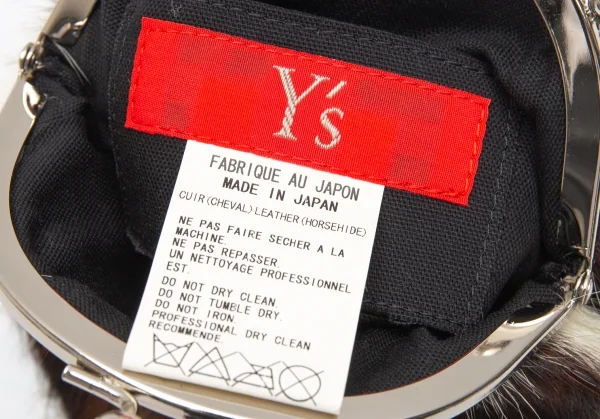 Y's
FABRIQUE AU JAPON
MADE IN JAPAN
CUIR(CHEVAL)LEATHER(HORSEHIDE)
NE PAS FAIRE SECHER A LA
MACHINE.
NE PAS REPASSER.
UN NETTOYAGE PROFESSIONNEL
EST.
DO NOT DRY CLEAN.
DO NOT TUMBLE DRY.
DO NOT IRON
PROFESSIONAL DRY CLEAN
RECOMMENDE.